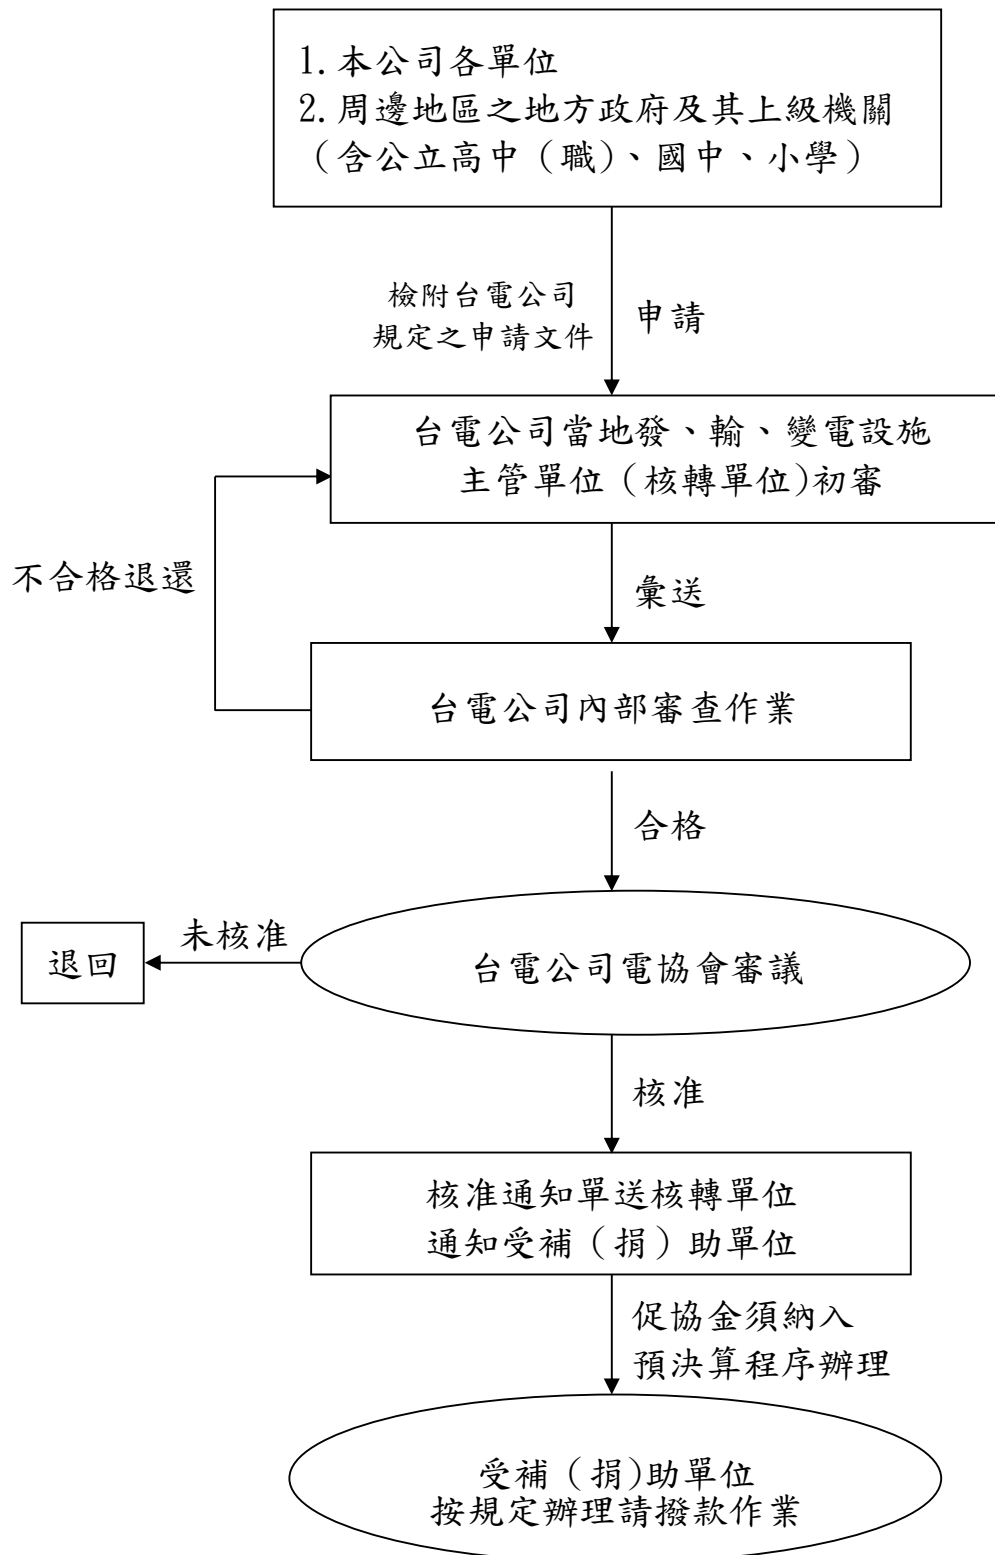 1. 本公司各單位
2. 周邊地區之地方政府及其上級機關
（含公立高中（職）、國中、小學）
檢附台電公司
規定之申請文件
申請
台電公司當地發、輸、變電設施
主管單位（核轉單位)初審
不合格退還
彙送
台電公司內部審查作業
合格
未核准
退回
台電公司電協會審議
核准
核准通知單送核轉單位
通知受補（捐）助單位
促協金須納入
預決算程序辦理
受補（捐)助單位
按規定辦理請撥款作業